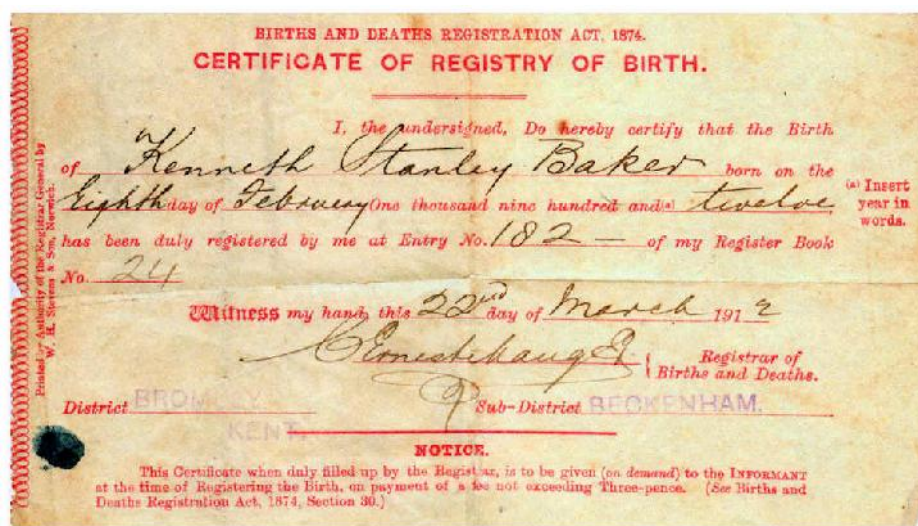 BIRTHS AND DEATHS REGISTRATION ACT, 1874.
CERTIFICATE OF REGISTRY OF BIRTH.
I, the undersigned, Do hereby certify that the Birth
of Kenneth Stanley Baker born on the
Eighth day of February One thousand nine hundred and (a) twelve
(a) Insert
year in
words.
has been duly registered by me at Entry No. 182 — of my Register Book
No. 24
Witness my hand, this 22nd day of March 1912
Registrar of
Births and Deaths.
District BROMLEY, Sub-District BECKENHAM.
KENT.
NOTICE.
This Certificate when duly filled up by the Registrar, is to be given (on demand) to the INFORMANT
at the time of Registering the Birth, on payment of a fee not exceeding Three-pence. (See Births and
Deaths Registration Act, 1874, Section 30.)
Printed by Authority of the Registrar General by
W. H. Stevens & Son, Norwich.